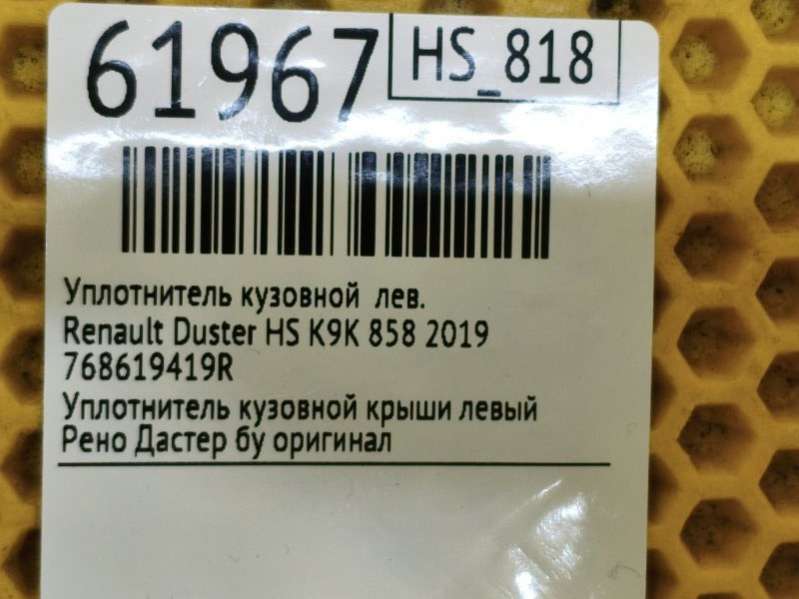 61967
HS_818
Уплотнитель кузовной лев.
Renault Duster HS K9K 858 2019
768619419R
Уплотнитель кузовной крыши левый
Рено Дастер бу оригинал